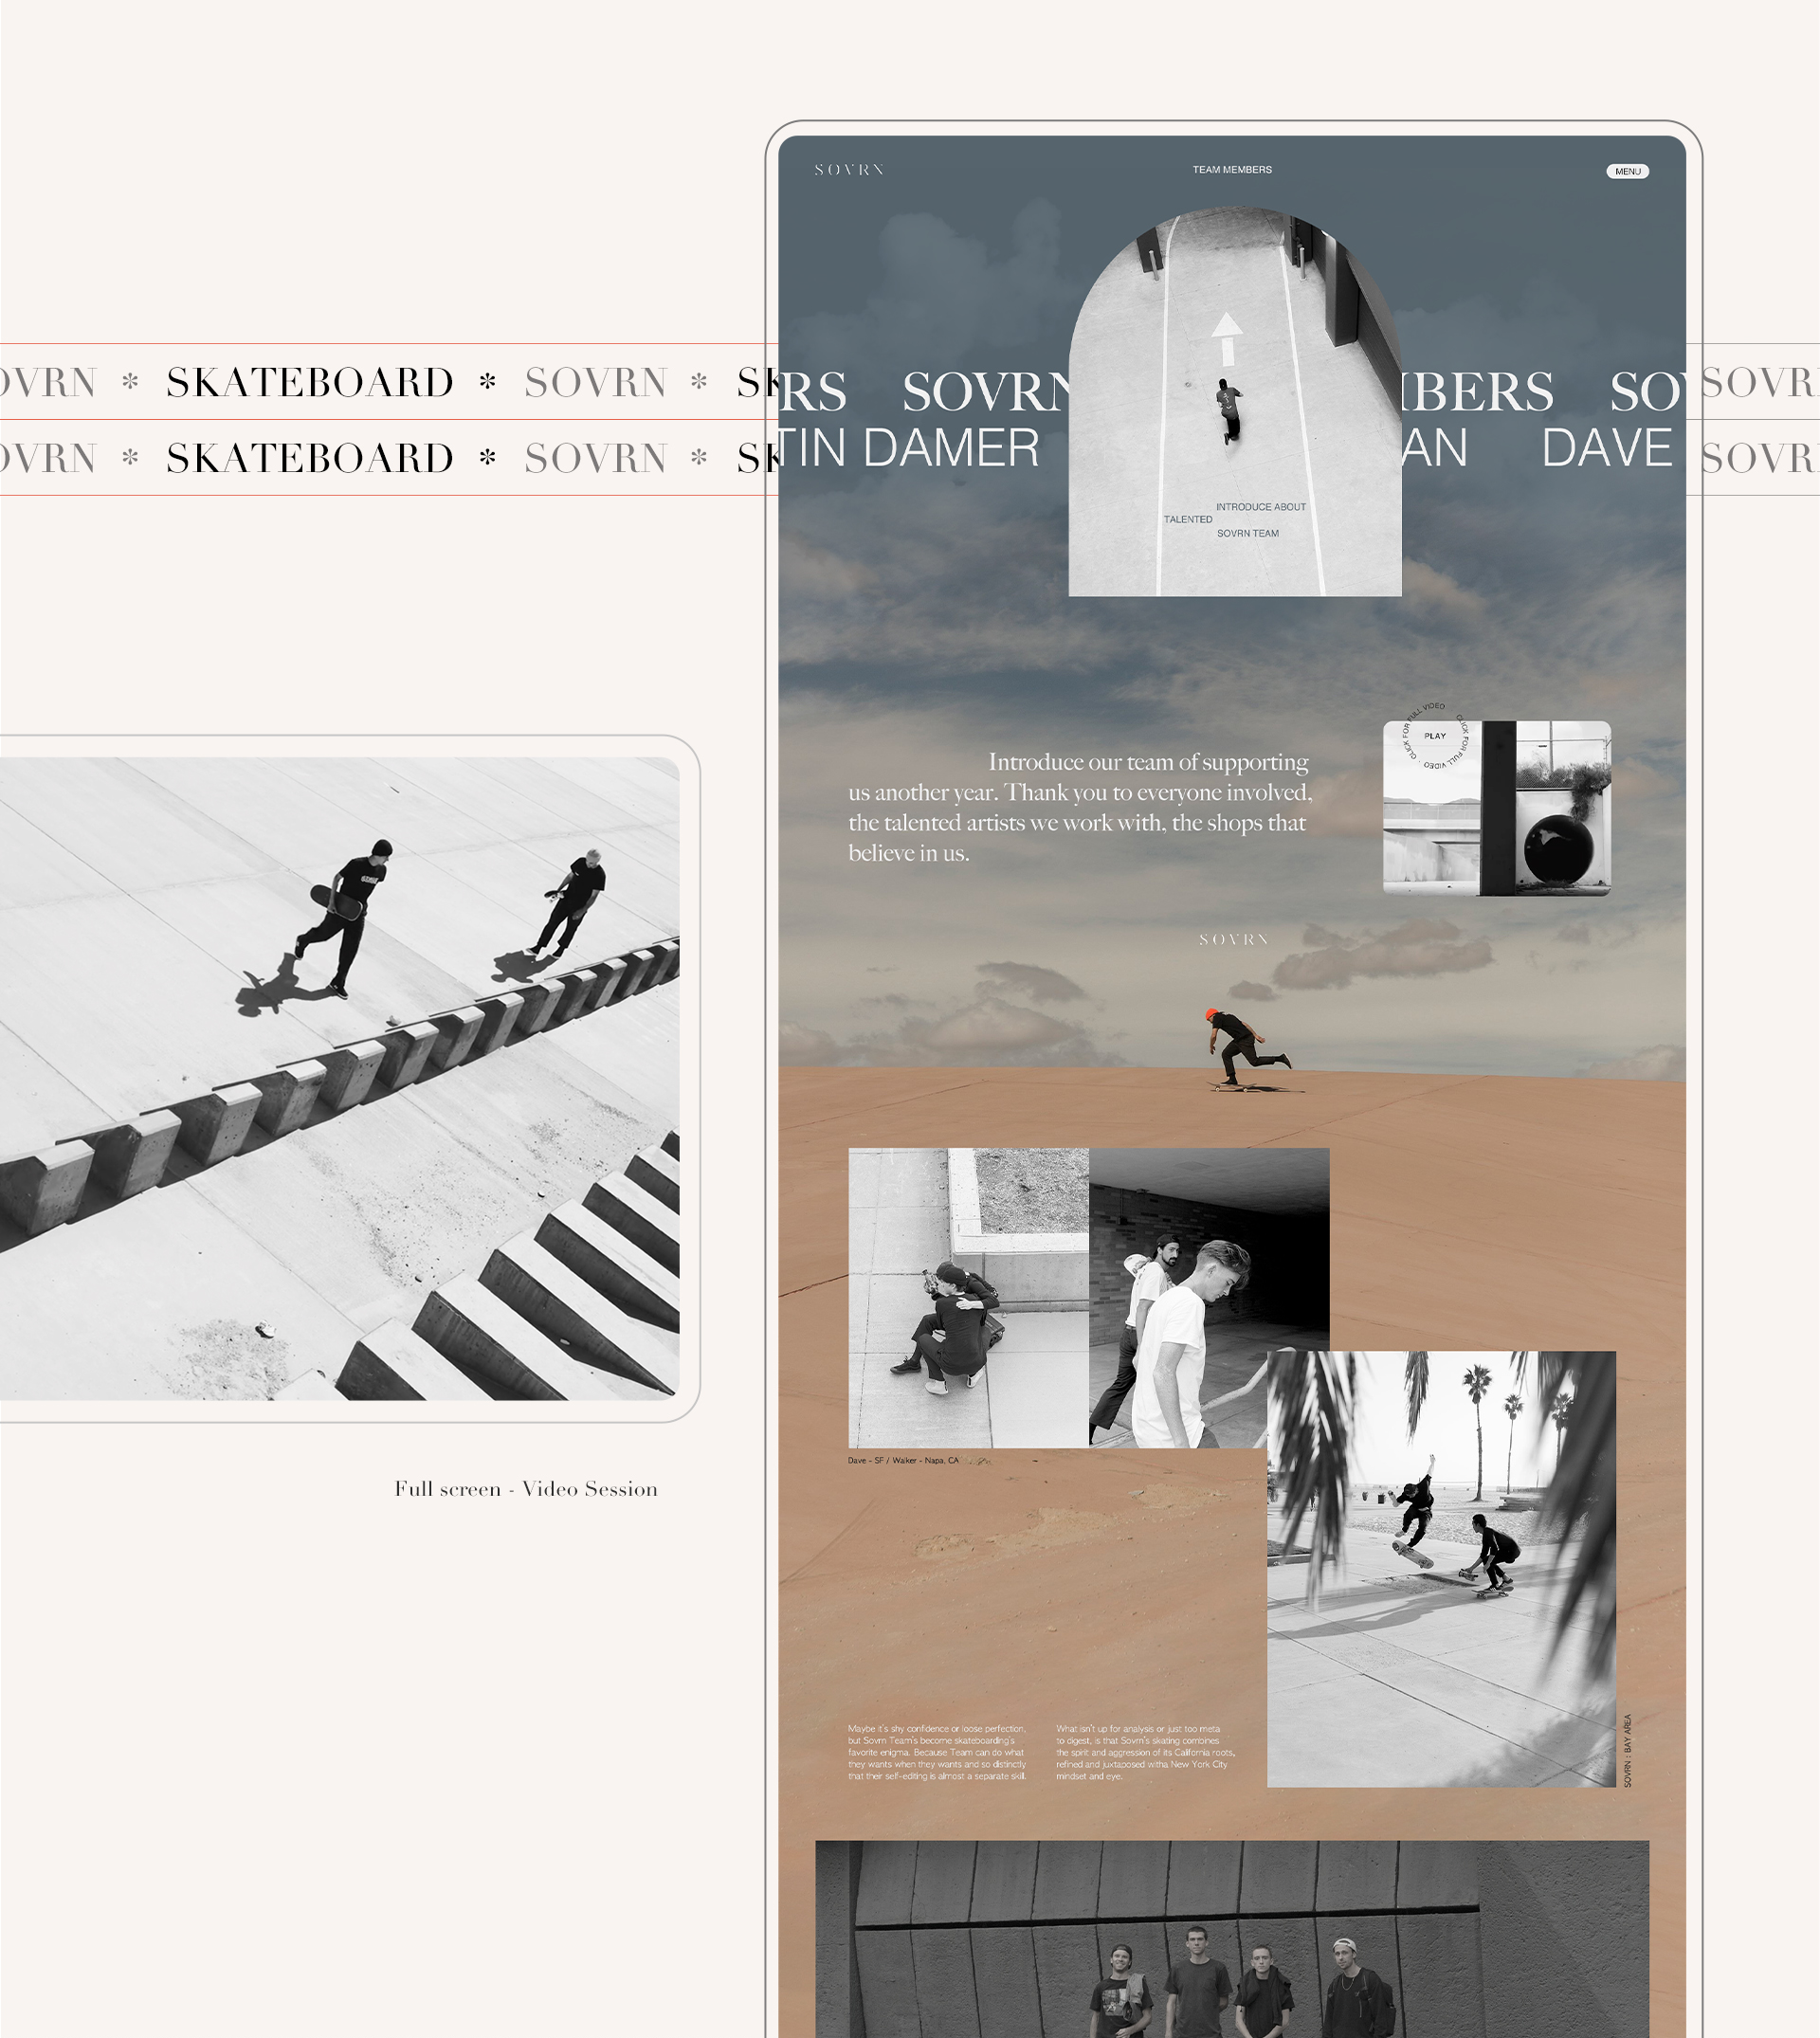 SOVRN
TEAM MEMBERS
MENU
OVRN * SKATEBOARD * SOVRN * SK
RS SOVRN
IBERS SOV
SOVR
OVRN * SKATEBOARD * SOVRN * SK
TIN DAMER
AN DAVE
SOVR
INTRODUCE ABOUT
TALENTED
SOVRN TEAM
CLICK FOR FULL VIDEO CLICK FOR FULL VIDEO
PLAY
Introduce our team of supporting
us another year. Thank you to everyone involved,
the talented artists we work with, the shops that
believe in us.
SOVRN
Dave - SF / Walker - Napa, CA
Full screen - Video Session
Maybe it's shy confidence or loose perfection,
but Sovrn Team's become skateboarding's
favorite enigma. Because Team can do what
they wants when they wants and so distinctly
that their self-editing is almost a separate skill.
What isn't up for analysis or just too meta
to digest, is that Sovrn's skating combines
the spirit and aggression of its California roots,
refined and juxtaposed witha New York City
mindset and eye.
SOVRN : BAY AREA